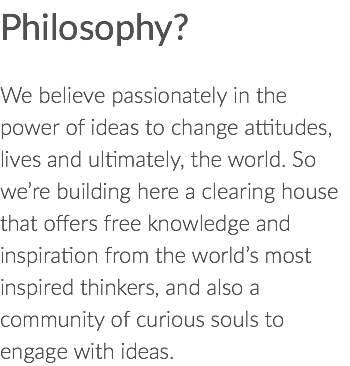 Philosophy?
We believe passionately in the
power of ideas to change attitudes,
lives and ultimately, the world. So
we're building here a clearing house
that offers free knowledge and
inspiration from the world's most
inspired thinkers, and also a
community of curious souls to
engage with ideas.